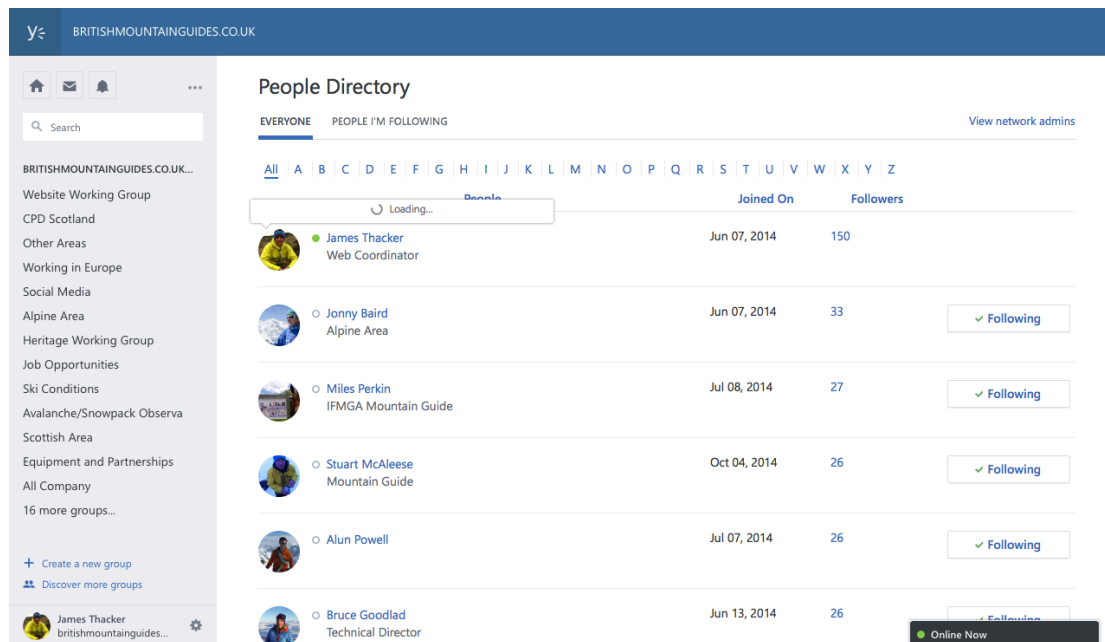 BRITISHMOUNTAINGUIDES.CO.UK
Search
BRITISHMOUNTAINGUIDES.CO.UK...
Website Working Group
CPD Scotland
Other Areas
Working in Europe
Social Media
Alpine Area
Heritage Working Group
Job Opportunities
Ski Conditions
Avalanche/Snowpack Observa
Scottish Area
Equipment and Partnerships
All Company
16 more groups...
+ Create a new group
Discover more groups
James Thacker
britishmountainguides...
People Directory
EVERYONE PEOPLE I'M FOLLOWING View network admins
All A B C D E F G H I J K L M N O P Q R S T U V W X Y Z
People Joined On Followers
Loading...
James Thacker Jun 07, 2014 150
Web Coordinator
Jonny Baird Jun 07, 2014 33 Following
Alpine Area
Miles Perkin Jul 08, 2014 27 Following
IFMGA Mountain Guide
Stuart McAleese Oct 04, 2014 26 Following
Mountain Guide
Alun Powell Jul 07, 2014 26 Following
Bruce Goodlad Jun 13, 2014 26 Following
Technical Director
Online Now